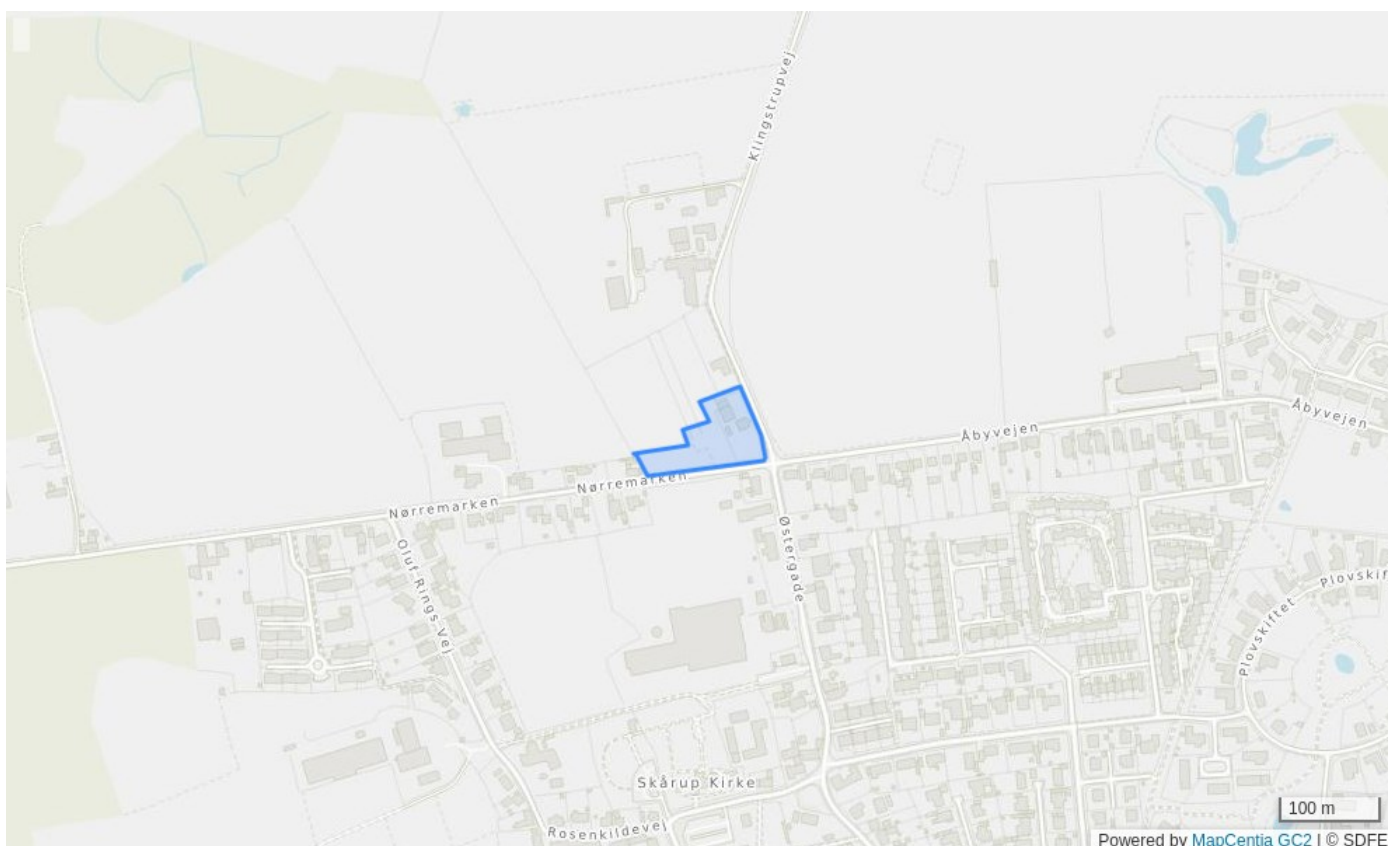 Klingstrupvej
Åbyvejen
Åbyvejen
Nørremarken
Nørremarken
Oluf Rings Vej
Østergade
Plovskif
Plovskiftet
Skårup Kirke
Rosenkildevej
100 m
Powered by MapCentia GC2 | © SDFE